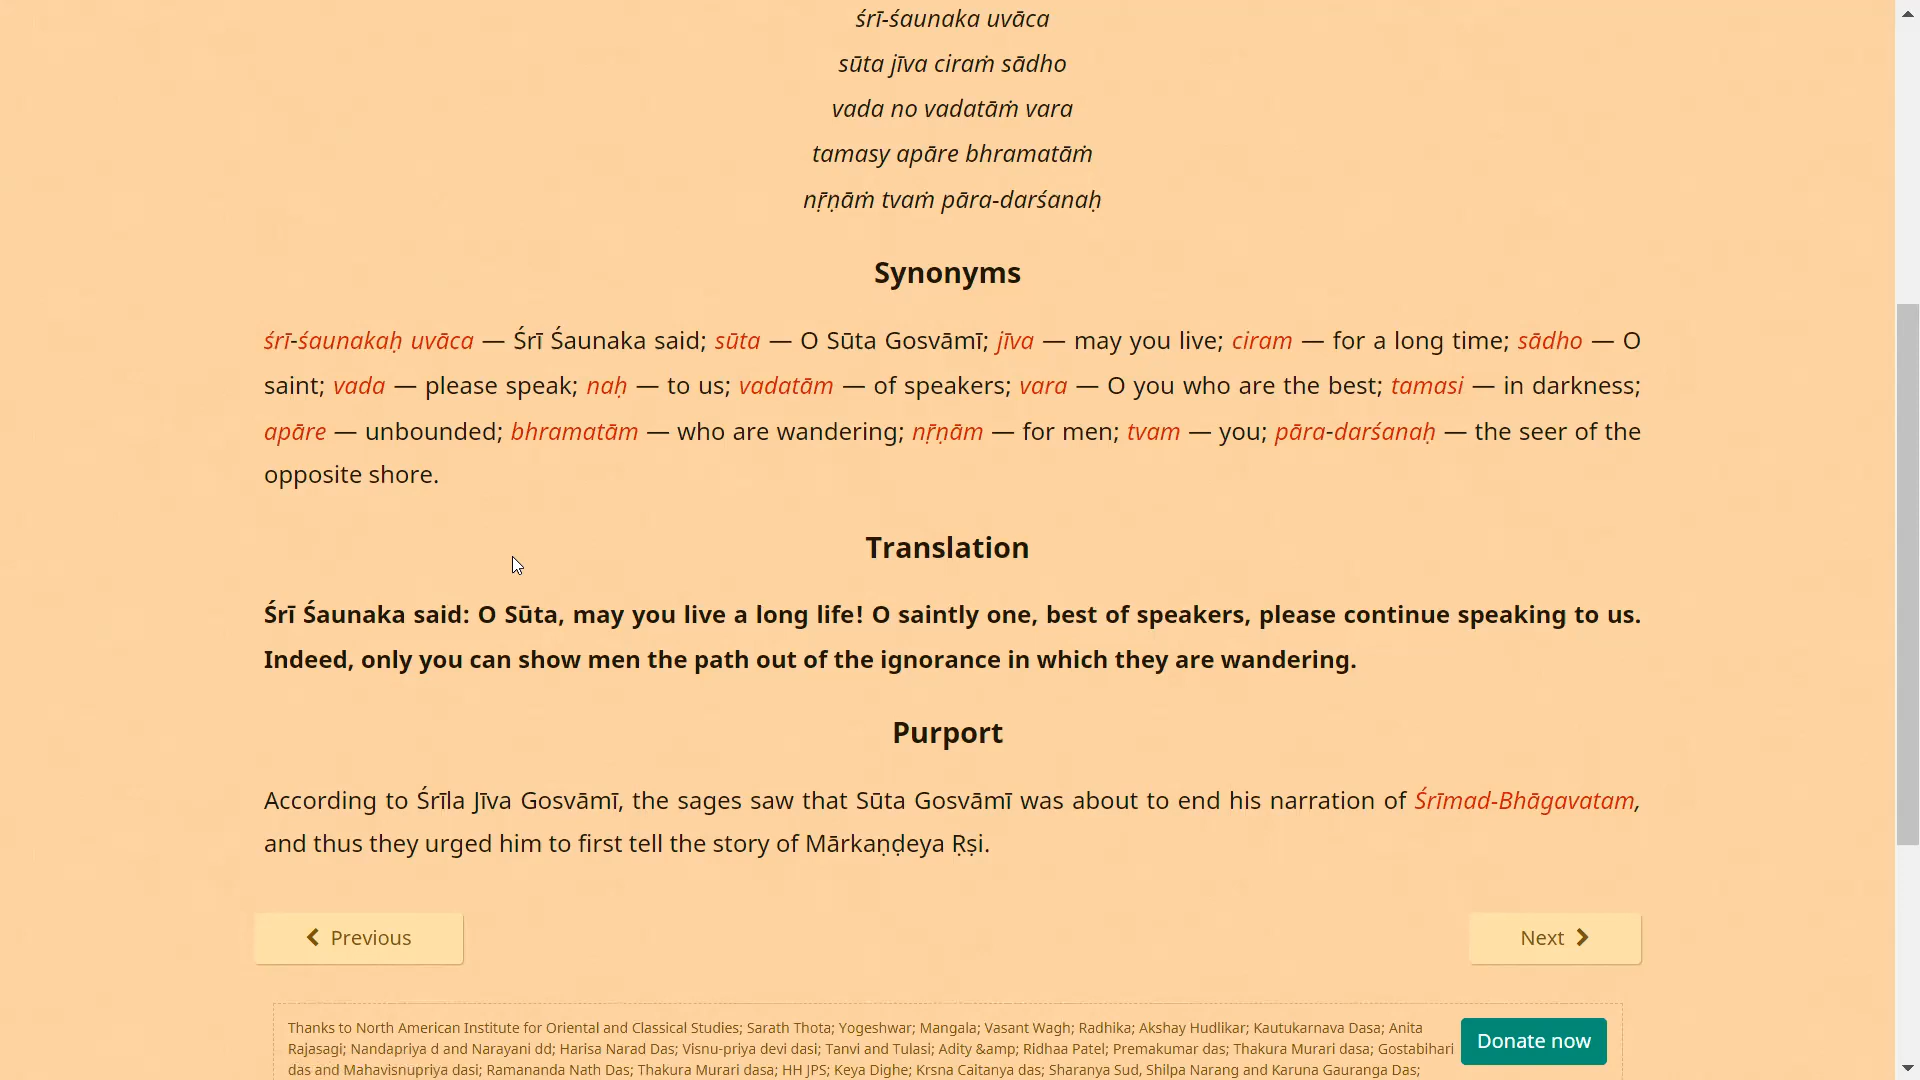 śrī-śaunaka uvāca
sūta jīva ciraṁ sādho
vada no vadatāṁ vara
tamasy apāre bhramatāṁ
nṝṇāṁ tvaṁ pāra-darśanaḥ
Synonyms
śrī-śaunakaḥ uvāca — Śrī Śaunaka said; sūta — O Sūta Gosvāmī; jīva — may you live; ciram — for a long time; sādho — O
saint; vada — please speak; naḥ — to us; vadatām — of speakers; vara — O you who are the best; tamasi — in darkness;
apāre — unbounded; bhramatām — who are wandering; nṝṇām — for men; tvam — you; pāra-darśanaḥ — the seer of the
opposite shore.
Translation
Śrī Śaunaka said: O Sūta, may you live a long life! O saintly one, best of speakers, please continue speaking to us.
Indeed, only you can show men the path out of the ignorance in which they are wandering.
Purport
According to Śrīla Jīva Gosvāmī, the sages saw that Sūta Gosvāmī was about to end his narration of Śrīmad-Bhāgavatam,
and thus they urged him to first tell the story of Mārkaṇḍeya Ṛṣi.
Previous
Next
Thanks to North American Institute for Oriental and Classical Studies; Sarath Thota; Yogeshwar; Mangala; Vasant Wagh; Radhika; Akshay Hudlikar; Kautukarnava Dasa; Anita
Rajasagi; Nandapriya d and Narayani dd; Harisa Narad Das; Visnu-priya devi dasi; Tanvi and Tulasi; Adity &amp; Ridhaa Patel; Premakumar das; Thakura Murari dasa; Gostabihari
das and Mahavisnupriya dasi; Ramananda Nath Das; Thakura Murari dasa; HH JPS; Keya Dighe; Krsna Caitanya das; Sharanya Sud, Shilpa Narang and Karuna Gauranga Das;
Donate now